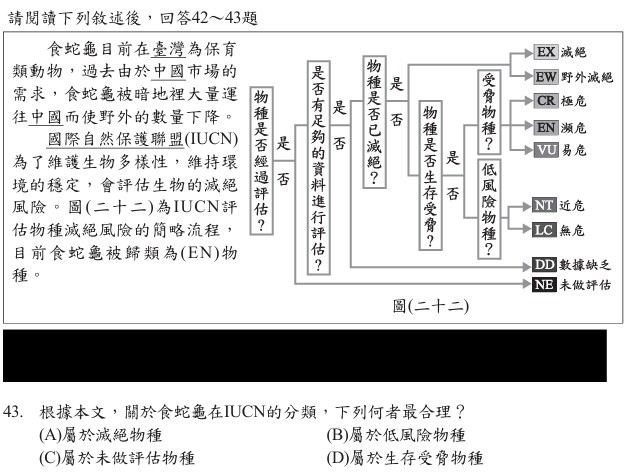 請閱讀下列敘述後，回答42～43題
食蛇龜目前在臺灣為保育
類動物，過去由於中國市場的
需求，食蛇龜被暗地裡大量運
往中國而使野外的數量下降。
國際自然保護聯盟(IUCN)
為了維護生物多樣性，維持環
境的穩定，會評估生物的滅絕
風險。圖(二十二)為IUCN評
估物種滅絕風險的簡略流程，
目前食蛇龜被歸類為(EN)物
種。
物種是否經過評估？
是
否
是否有足夠的資料進行評估？
是
否
物種是否已滅絕？
是
否
物種是否生存受脅？
是
否
受脅物種？
低風險物種？
EX 滅絕
EW 野外滅絕
CR 極危
EN 瀕危
VU 易危
NT 近危
LC 無危
DD 數據缺乏
NE 未做評估
圖(二十二)
43. 根據本文，關於食蛇龜在IUCN的分類，下列何者最合理？
(A)屬於滅絕物種 (B)屬於低風險物種
(C)屬於未做評估物種 (D)屬於生存受脅物種